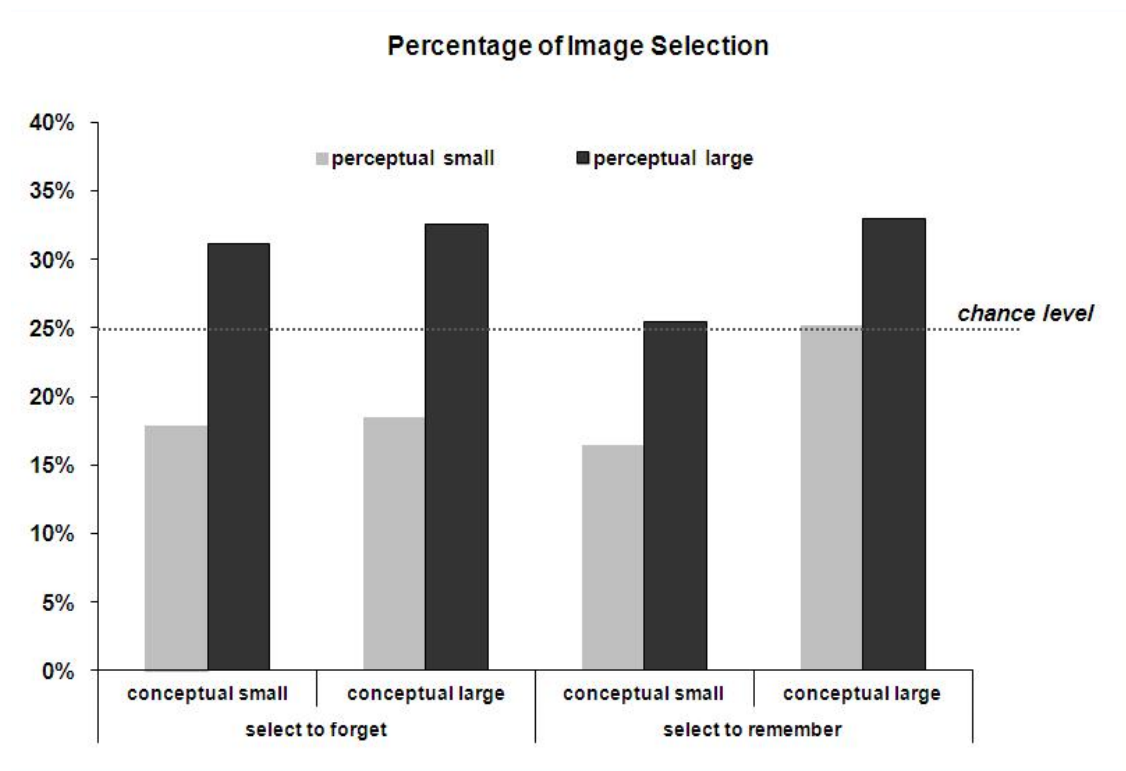 Percentage of Image Selection
40%
perceptual small perceptual large
35%
30%
chance level
25%
20%
15%
10%
5%
0%
conceptual small conceptual large conceptual small conceptual large
select to forget select to remember